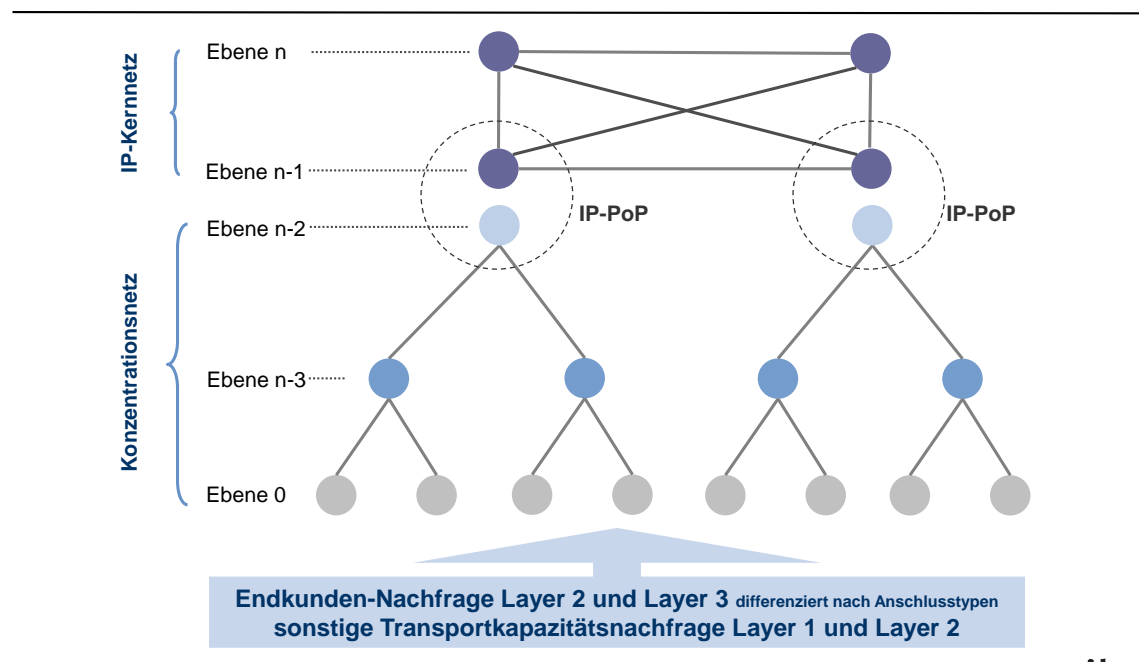 Ebene n
IP-Kernnetz
Ebene n-1
IP-PoP
IP-PoP
Ebene n-2
Konzentrationsnetz
Ebene n-3
Ebene 0
Endkunden-Nachfrage Layer 2 und Layer 3 differenziert nach Anschlusstypen
sonstige Transportkapazitätsnachfrage Layer 1 und Layer 2